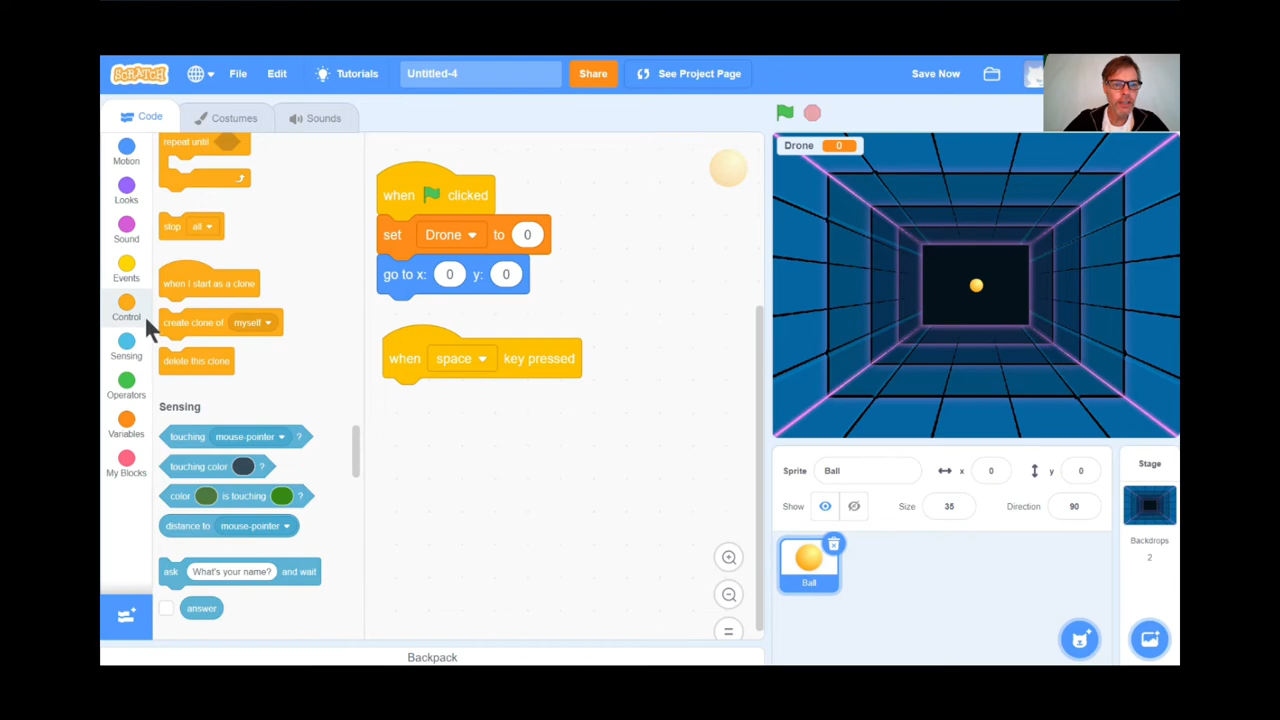 SCRATCH File Edit Tutorials Untitled-4 Share See Project Page Save Now
Code Costumes Sounds
Motion
Looks
Sound
Events
Control
Sensing
Operators
Variables
My Blocks
repeat until
stop all
when I start as a clone
create clone of myself
delete this clone
Sensing
touching mouse-pointer ?
touching color ?
color is touching ?
distance to mouse-pointer
ask What's your name? and wait
answer
when clicked
set Drone to 0
go to x: 0 y: 0
when space key pressed
Backpack
Drone 0
Sprite Ball x 0 y 0
Show Size 35 Direction 90
Ball
Stage
Backdrops
2